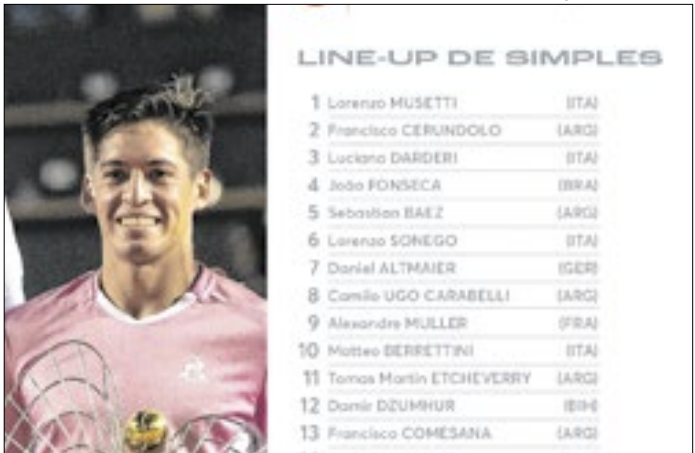 LINE-UP DE SIMPLES
1 Lorenzo MUSETTI (ITA)
2 Francisco CERUNDOLO (ARG)
3 Luciano DARDERI (ITA)
4 João FONSECA (BRA)
5 Sebastian BAEZ (ARG)
6 Lorenzo SONEGO (ITA)
7 Daniel ALTMAIER (GER)
8 Camilo UGO CARABELLI (ARG)
9 Alexandre MULLER (FRA)
10 Matteo BERRETTINI (ITA)
11 Tomas Martin ETCHEVERRY (ARG)
12 Damir DZUMHUR (BIH)
13 Francisco COMESANA (ARG)